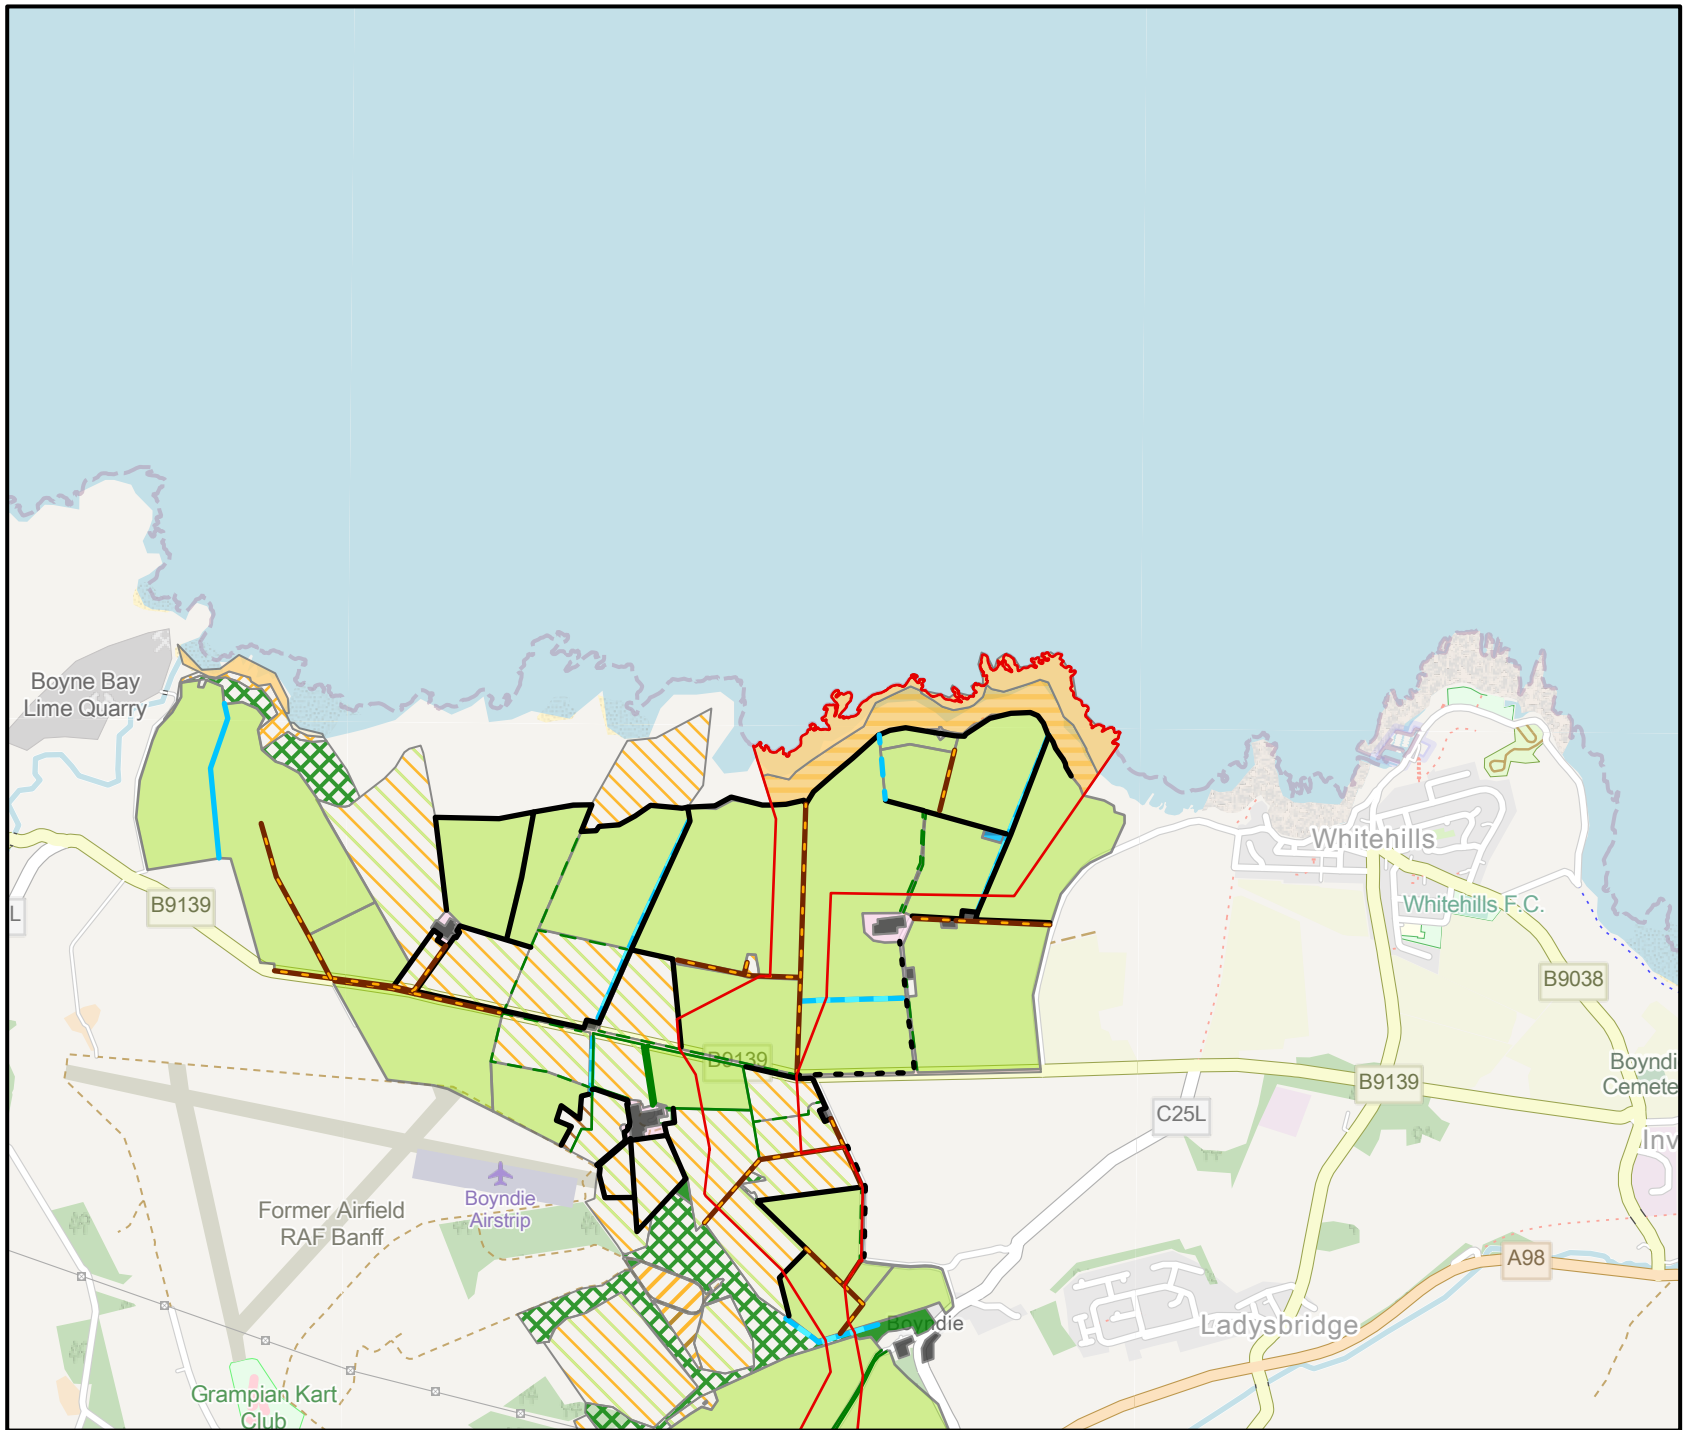 Boyne Bay
Lime Quarry
Whitehills
B9139
L
Whitehills F.C.
B9038
B9139
Boyndi
Cemete
B9139
C25L
Inv
Boyndie
Airstrip
Former Airfield
RAF Banff
A98
Boyndie
Ladysbridge
Grampian Kart
Club